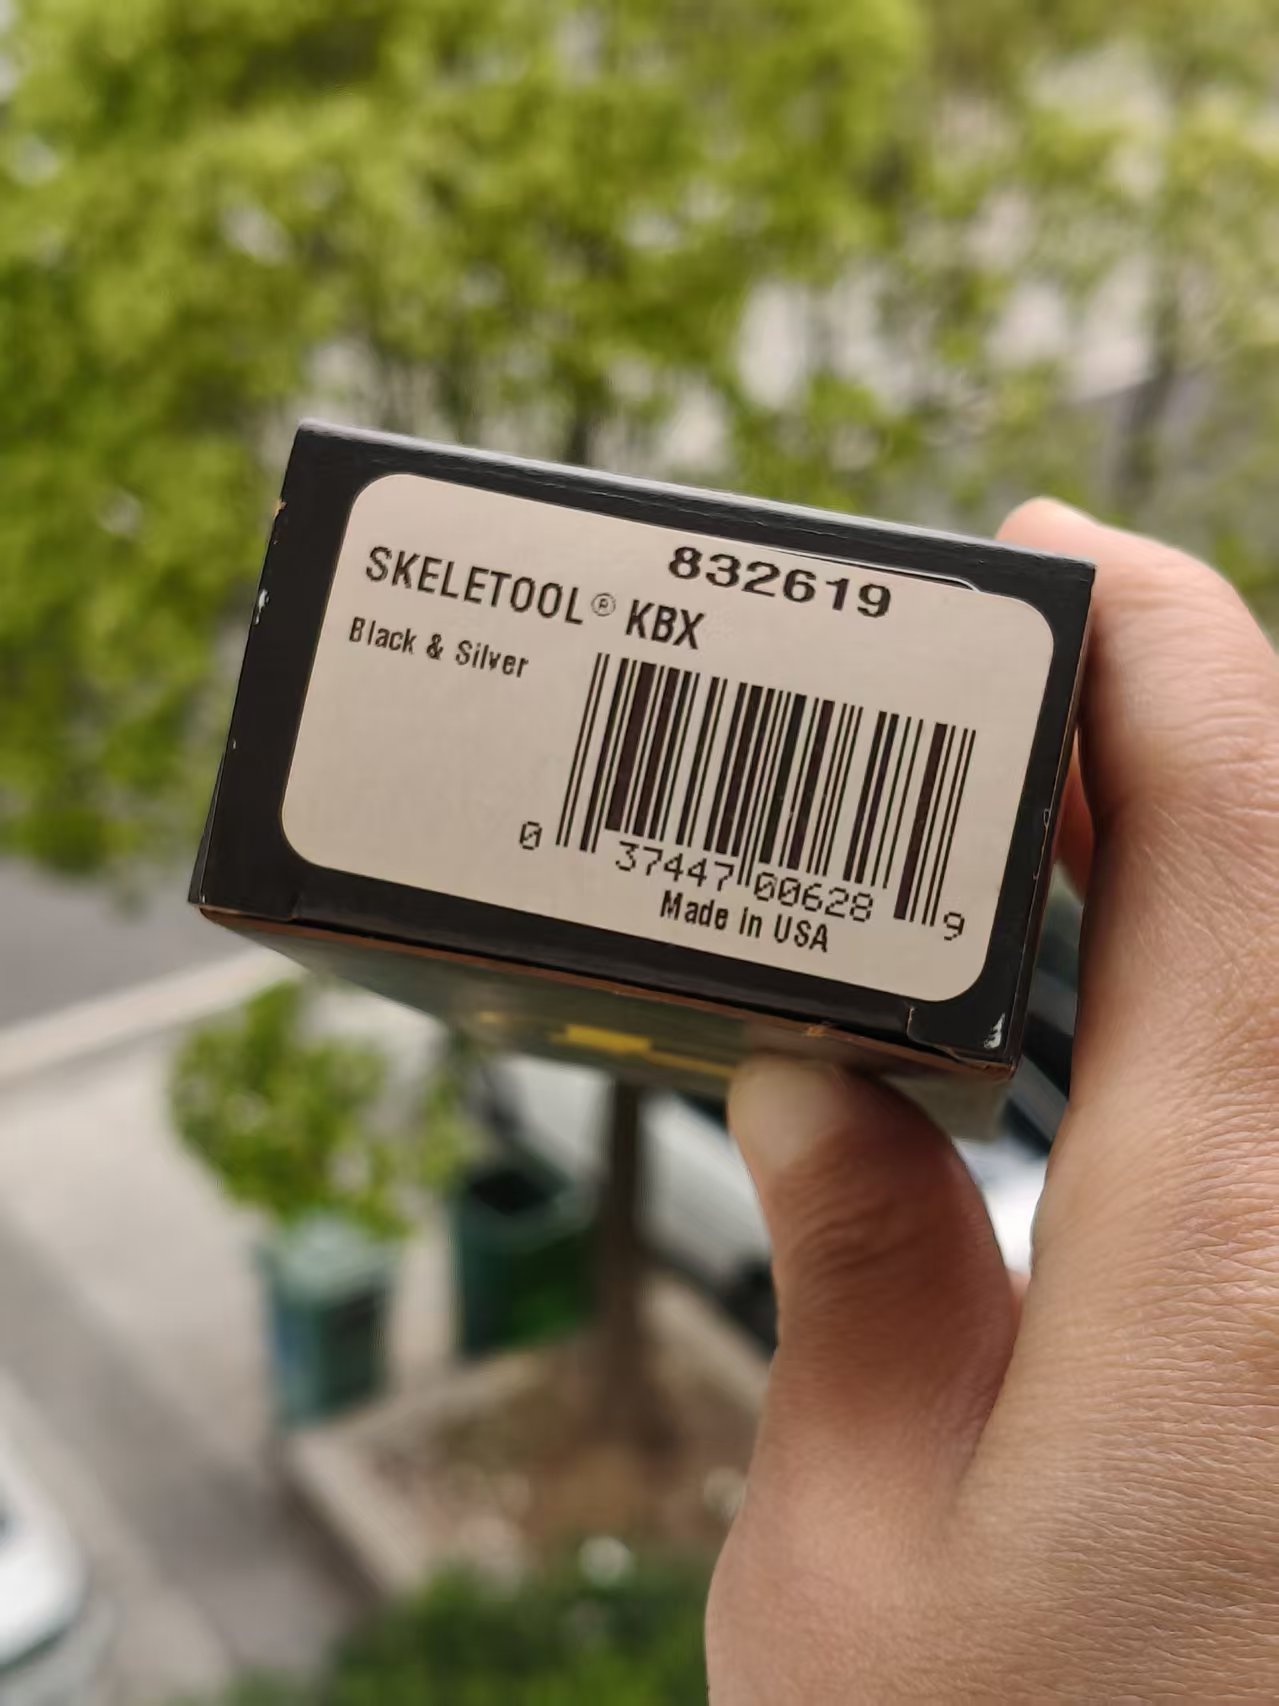 832619
SKELETOOL® KBX
Black & Silver
0 37447 00628 9
Made in USA